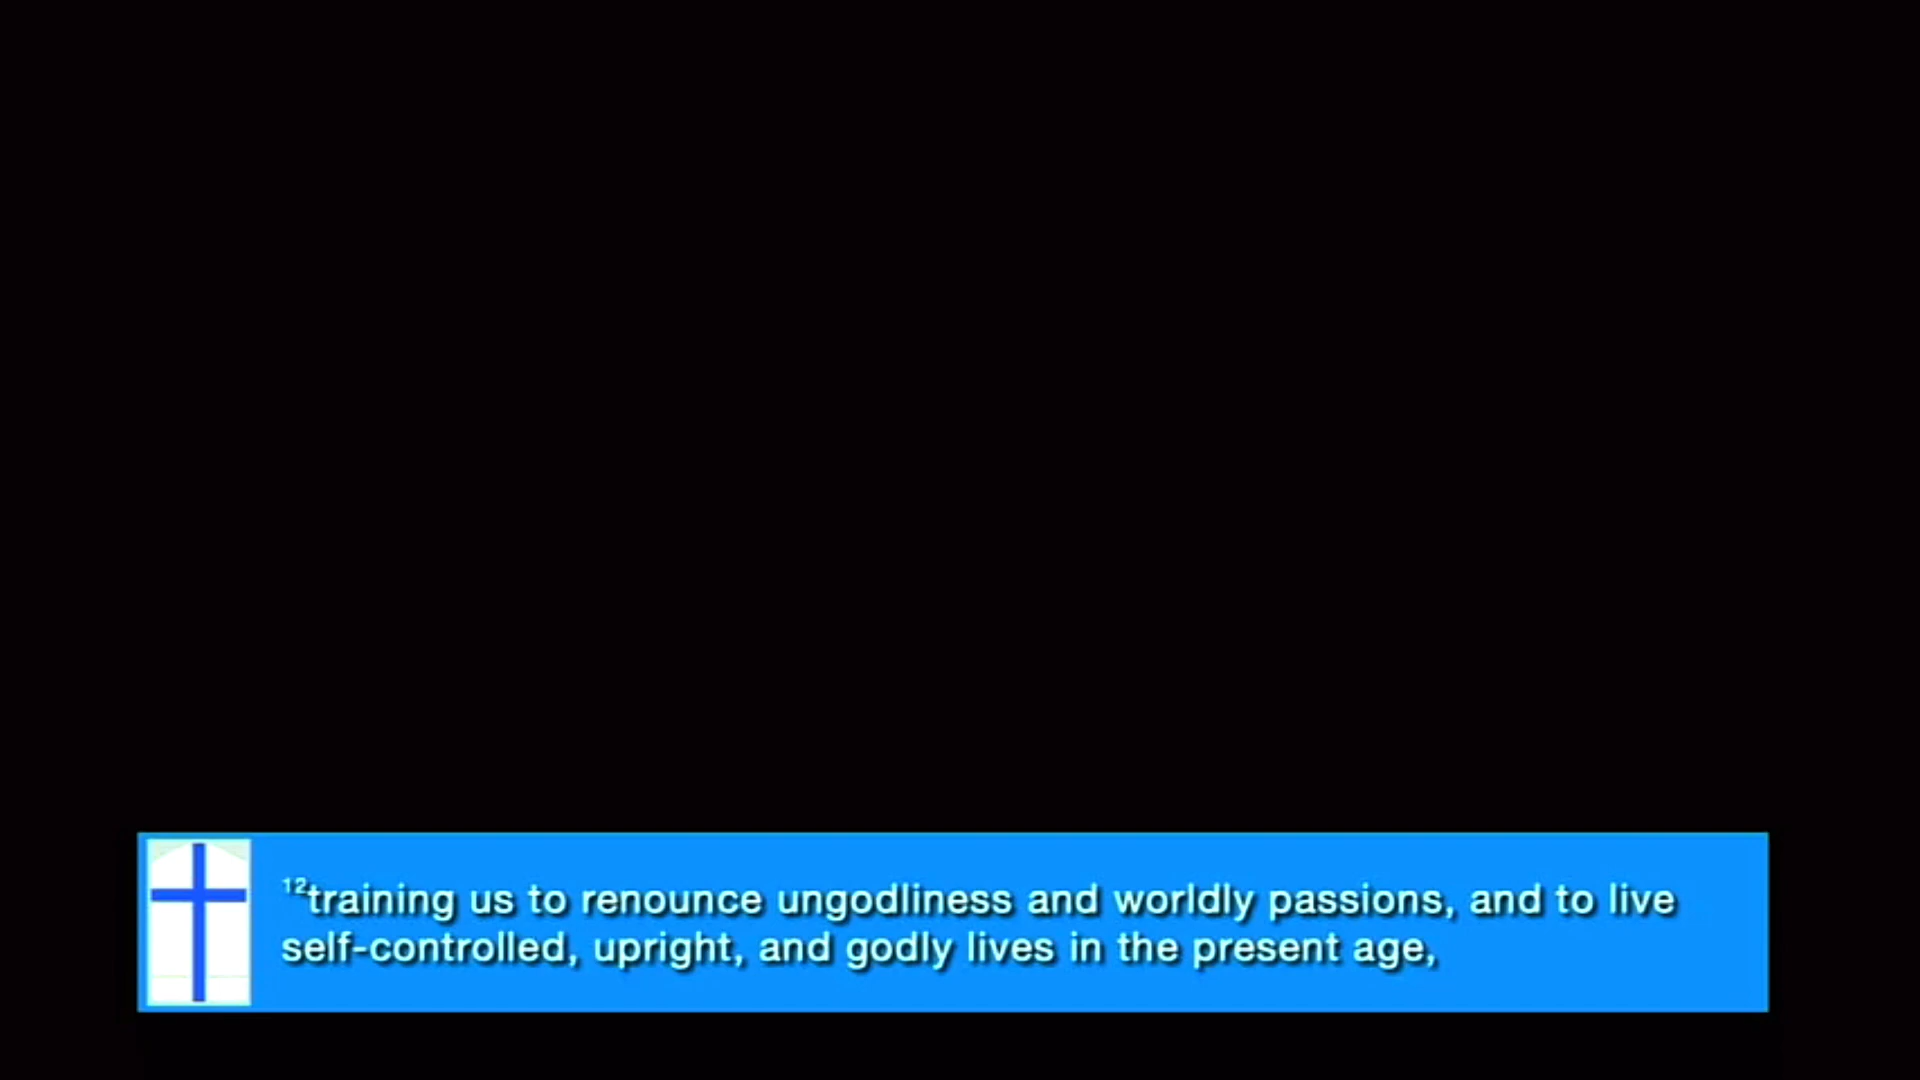 ¹²training us to renounce ungodliness and worldly passions, and to live
self-controlled, upright, and godly lives in the present age,